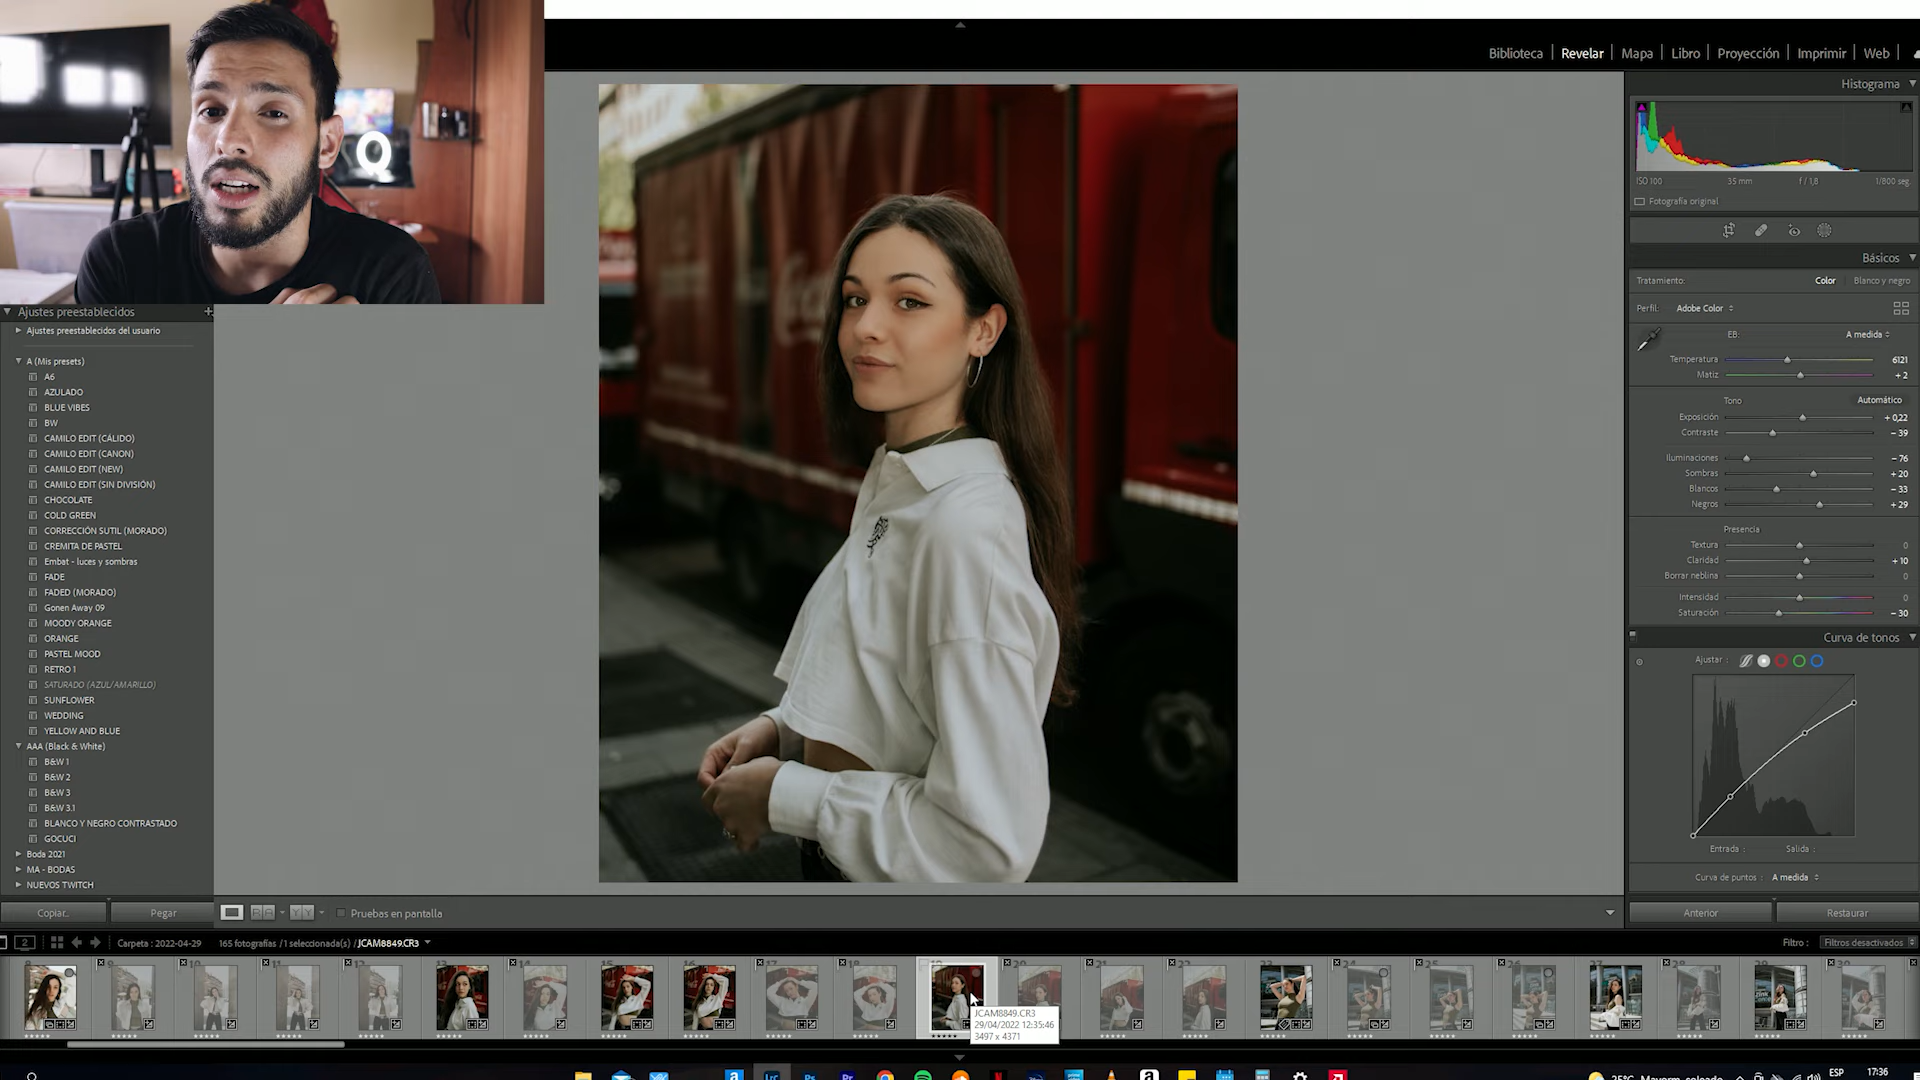 Biblioteca | Revelar | Mapa | Libro | Proyección | Imprimir | Web |
Histograma
ISO 100 35 mm f / 1,8 1/800 seg.
Fotografía original
Básicos
Tratamiento: Color Blanco y negro
Perfil: Adobe Color
EB: A medida
Temperatura 6121
Matiz + 2
Tono Automático
Exposición + 0,22
Contraste – 39
Iluminaciones – 76
Sombras + 20
Blancos – 33
Negros + 29
Presencia
Textura 0
Claridad + 10
Borrar neblina 0
Intensidad 0
Saturación – 30
Curva de tonos
Ajustar :
Entrada : Salida :
Curva de puntos : A medida
Anterior Restaurar
Ajustes preestablecidos +
Ajustes preestablecidos del usuario
A (Mis presets)
A6
AZULADO
BLUE VIBES
BW
CAMILO EDIT (CÁLIDO)
CAMILO EDIT (CANON)
CAMILO EDIT (NEW)
CAMILO EDIT (SIN DIVISIÓN)
CHOCOLATE
COLD GREEN
CORRECCIÓN SUTIL (MORADO)
CREMITA DE PASTEL
Embat - luces y sombras
FADE
FADED (MORADO)
Gonen Away 09
MOODY ORANGE
ORANGE
PASTEL MOOD
RETRO 1
SATURADO (AZUL/AMARILLO)
SUNFLOWER
WEDDING
YELLOW AND BLUE
AAA (Black & White)
B&W 1
B&W 2
B&W 3
B&W 3.1
BLANCO Y NEGRO CONTRASTADO
GOCUCI
Boda 2021
MA - BODAS
NUEVOS TWITCH
Copiar... Pegar
Pruebas en pantalla
2 Carpeta : 2022-04-29 165 fotografías / 1 seleccionada(s) / JCAM8849.CR3
Filtro : Filtros desactivados
JCAM8849.CR3
29/04/2022 12:35:46
3497 x 4371
ESP 17:36